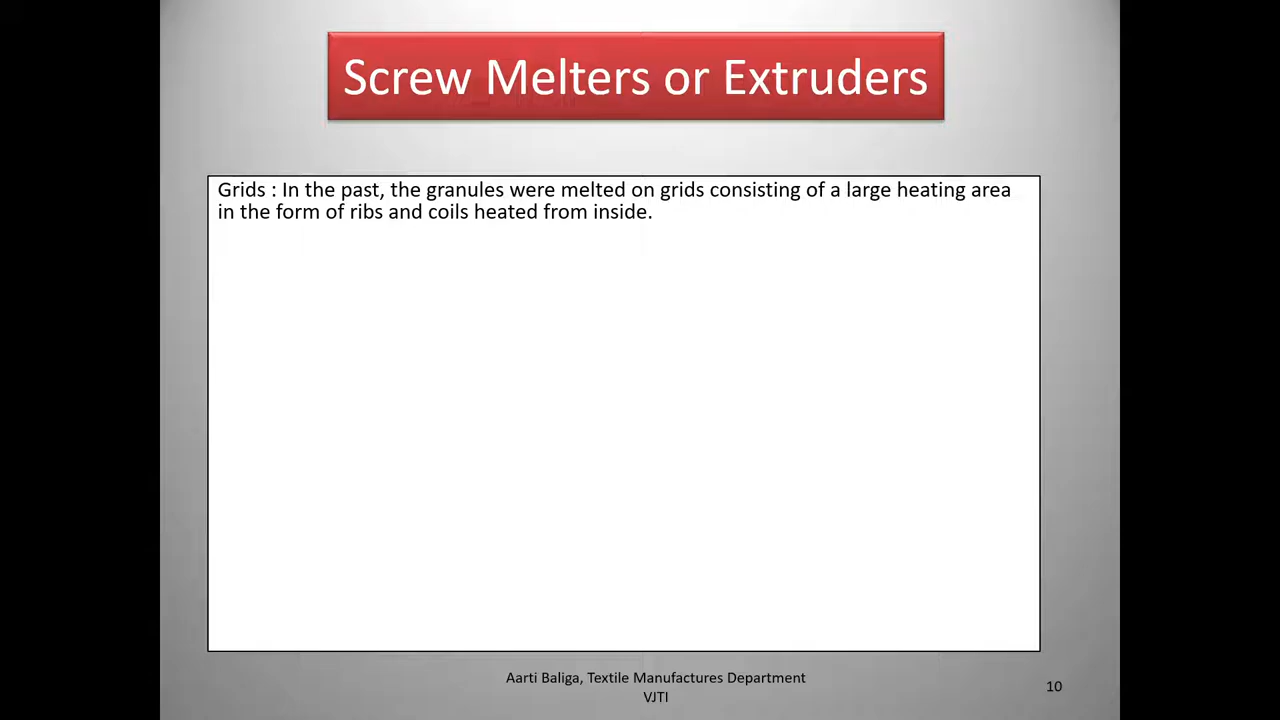 Screw Melters or Extruders
Grids : In the past, the granules were melted on grids consisting of a large heating area
in the form of ribs and coils heated from inside.
Aarti Baliga, Textile Manufactures Department
VJTI
10